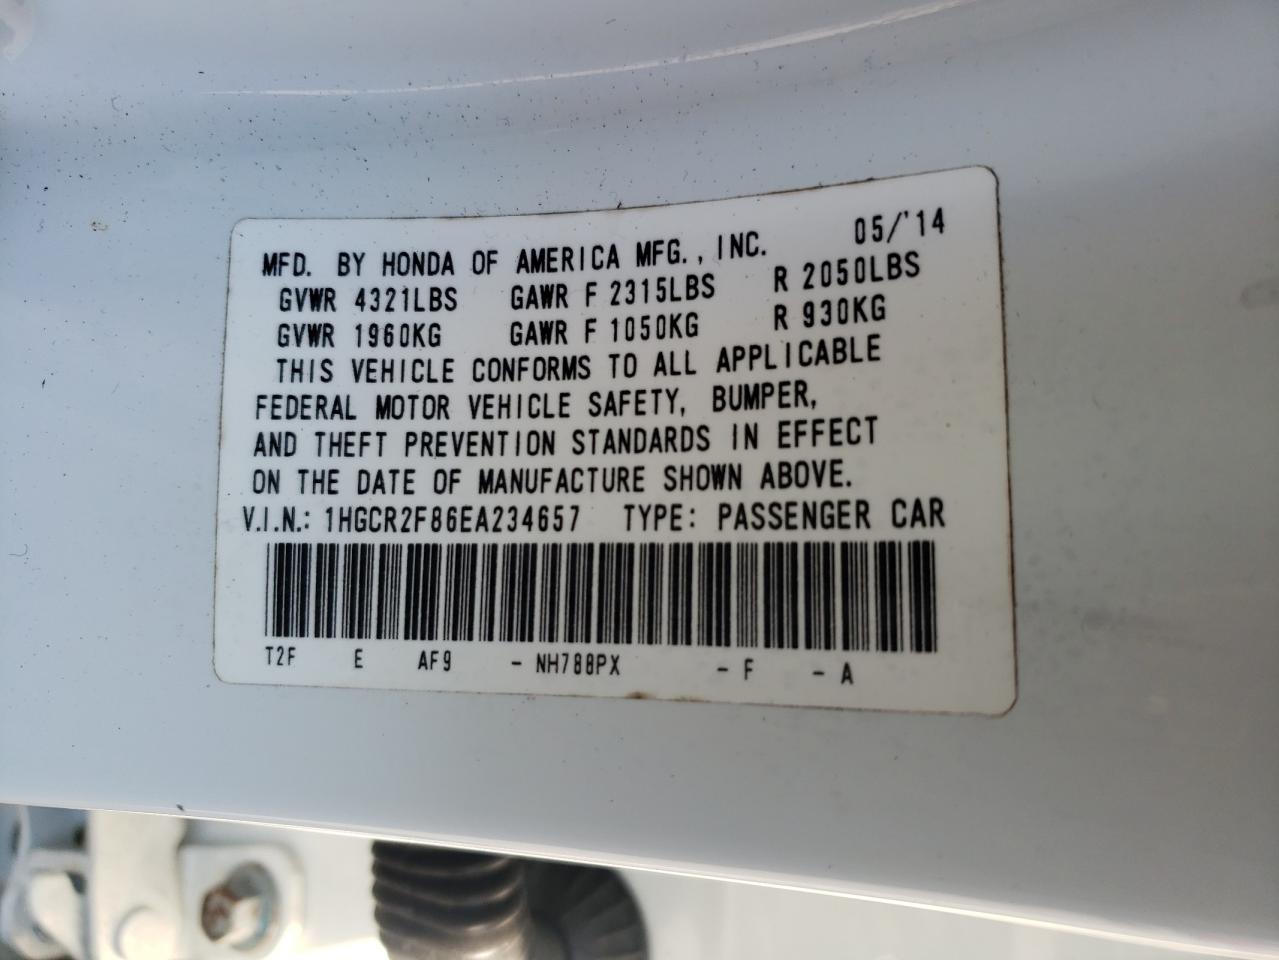 MFD. BY HONDA OF AMERICA MFG., INC. 05/'14
GVWR 4321LBS GAWR F 2315LBS R 2050LBS
GVWR 1960KG GAWR F 1050KG R 930KG
THIS VEHICLE CONFORMS TO ALL APPLICABLE
FEDERAL MOTOR VEHICLE SAFETY, BUMPER,
AND THEFT PREVENTION STANDARDS IN EFFECT
ON THE DATE OF MANUFACTURE SHOWN ABOVE.
V.I.N.: 1HGCR2F86EA234657 TYPE: PASSENGER CAR
T2F E AF9 - NH788PX - F - A